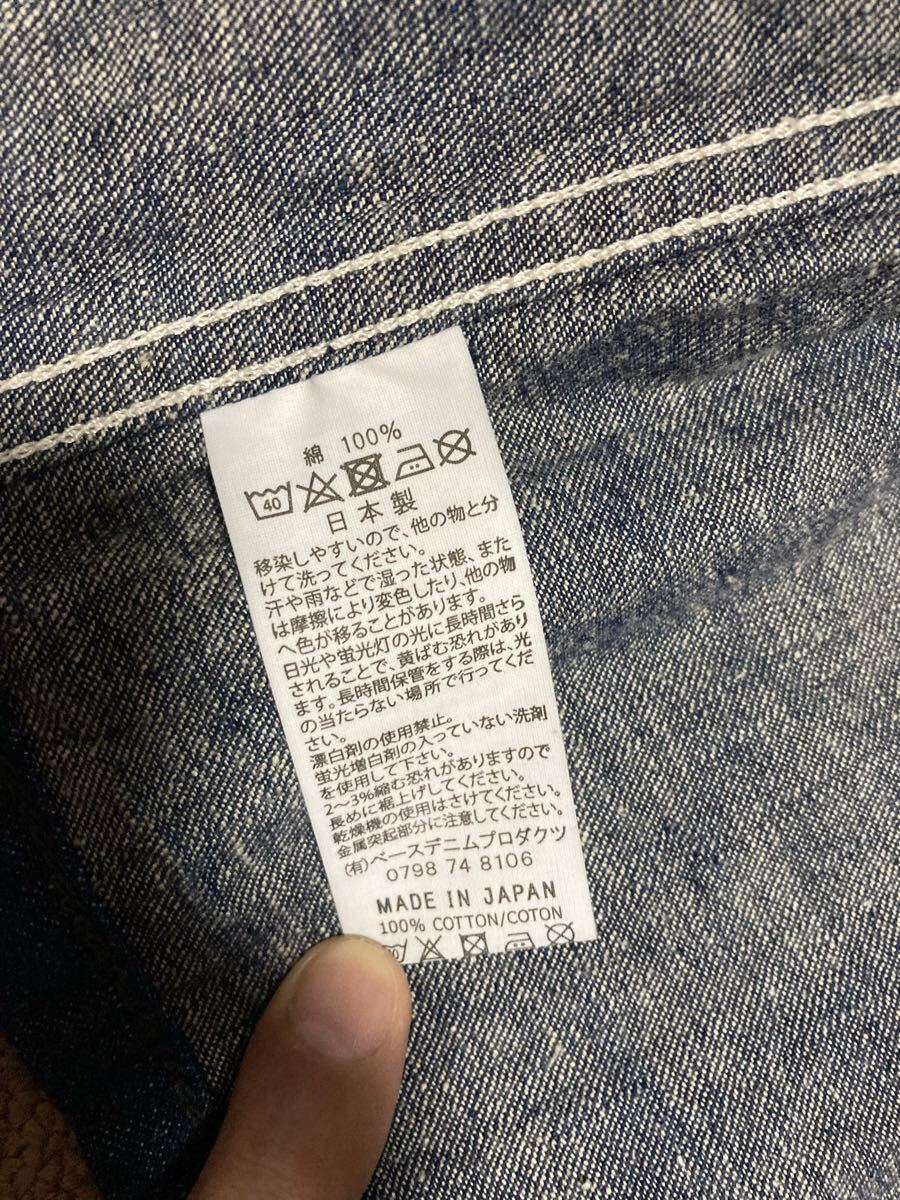 綿 100%
40
日本製
移染しやすいので、他の物と分
けて洗ってください。
汗や雨などで湿った状態、また
は摩擦により変色したり、他の物
へ色が移ることがあります。
日光や蛍光灯の光に長時間さら
されることで、黄ばむ恐れがあり
ます。長時間保管をする際は、光
の当たらない場所で行ってくだ
さい。
漂白剤の使用禁止。
蛍光増白剤の入っていない洗剤
を使用して下さい。
2〜3%縮む恐れがありますので
長めに裾上げしてください。
乾燥機の使用はさけてください。
金属突起部分に注意してください。
(有)ベースデニムプロダクツ
0798 74 8106
MADE IN JAPAN
100% COTTON/COTON